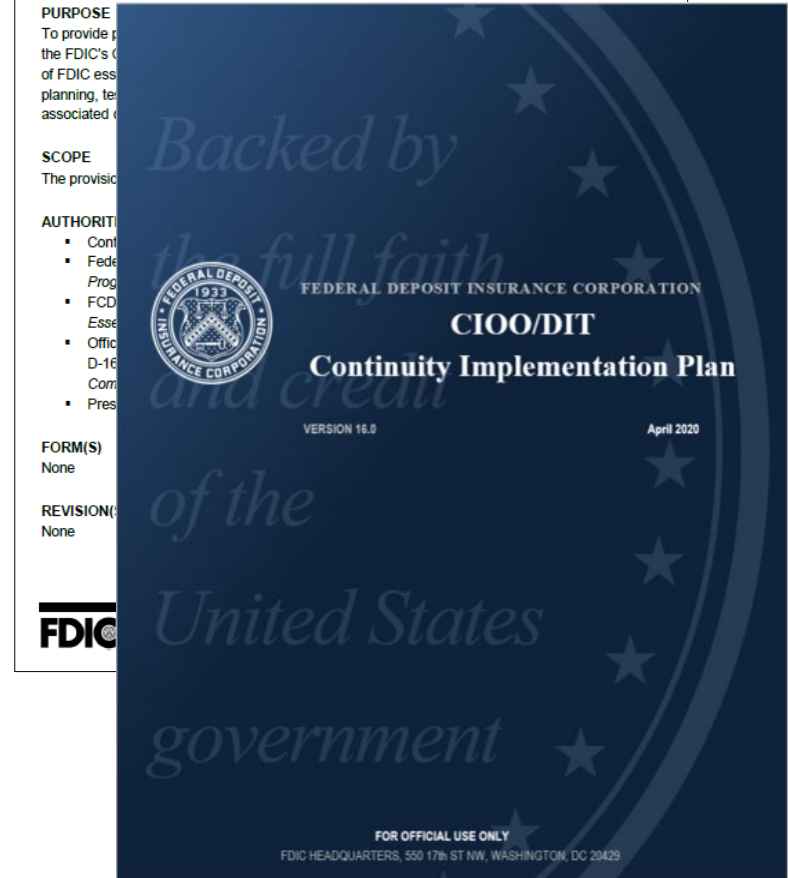 PURPOSE
To provide
the FDIC's
of FDIC ess
planning, tes
associated
SCOPE
The provisio
AUTHORITI
▪ Cont
▪ Fede
Prog
▪ FCD
Esse
▪ Offic
D-16
Com
▪ Pres
FORM(S)
None
REVISION(S
None
FDIC
Backed by
the full faith
and credit
of the
United States
government
FEDERAL DEPOSIT INSURANCE CORPORATION
1933
FEDERAL DEPOSIT INSURANCE CORPORATION
CIOO/DIT
Continuity Implementation Plan
VERSION 16.0 April 2020
FOR OFFICIAL USE ONLY
FDIC HEADQUARTERS, 550 17th ST NW, WASHINGTON, DC 20429